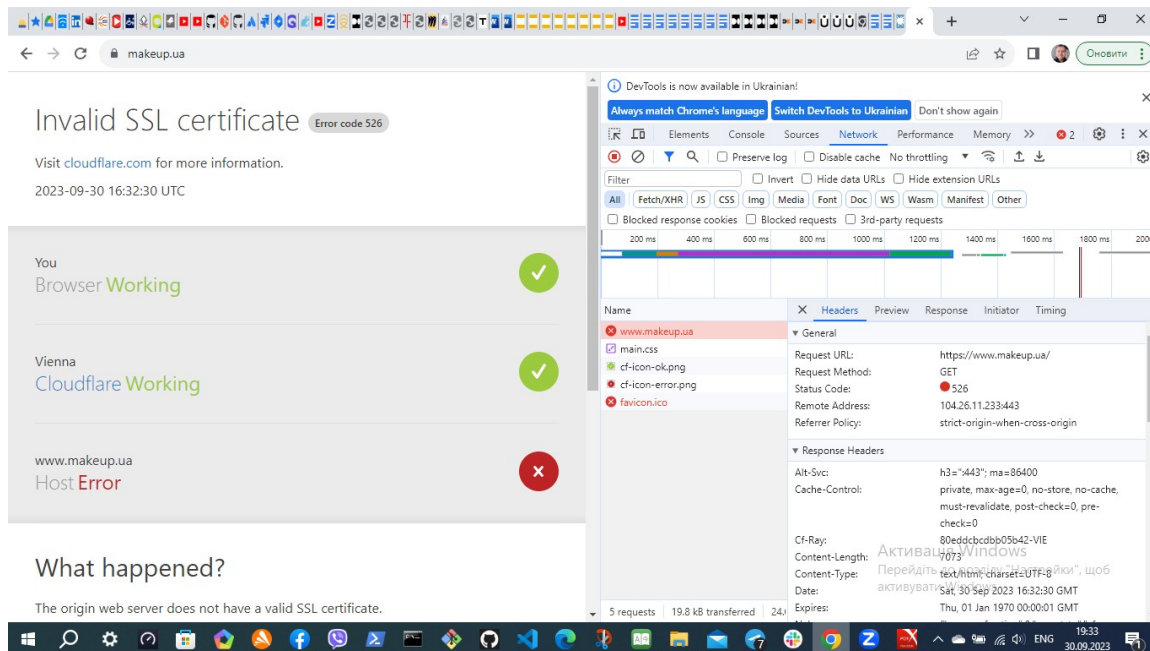 makeup.ua
Оновити
Invalid SSL certificate Error code 526
Visit cloudflare.com for more information.
2023-09-30 16:32:30 UTC
You
Browser Working
Vienna
Cloudflare Working
www.makeup.ua
Host Error
What happened?
The origin web server does not have a valid SSL certificate.
DevTools is now available in Ukrainian!
Always match Chrome's language Switch DevTools to Ukrainian Don't show again
Elements Console Sources Network Performance Memory 2
Preserve log Disable cache No throttling
Filter Invert Hide data URLs Hide extension URLs
All Fetch/XHR JS CSS Img Media Font Doc WS Wasm Manifest Other
Blocked response cookies Blocked requests 3rd-party requests
200 ms 400 ms 600 ms 800 ms 1000 ms 1200 ms 1400 ms 1600 ms 1800 ms 200
Name
www.makeup.ua
main.css
cf-icon-ok.png
cf-icon-error.png
favicon.ico
Headers Preview Response Initiator Timing
General
Request URL: https://www.makeup.ua/
Request Method: GET
Status Code: 526
Remote Address: 104.26.11.233:443
Referrer Policy: strict-origin-when-cross-origin
Response Headers
Alt-Svc: h3=":443"; ma=86400
Cache-Control: private, max-age=0, no-store, no-cache,
must-revalidate, post-check=0, pre-
check=0
Cf-Ray: 80eddcbcdbb05b42-VIE
Content-Length: 7073
Content-Type: text/html; charset=UTF-8
Date: Sat, 30 Sep 2023 16:32:30 GMT
Expires: Thu, 01 Jan 1970 00:00:01 GMT
Активація Windows
Перейдіть до розділу "Настройки", щоб
активувати Windows.
5 requests 19.8 kB transferred
ENG 19:33
30.09.2023